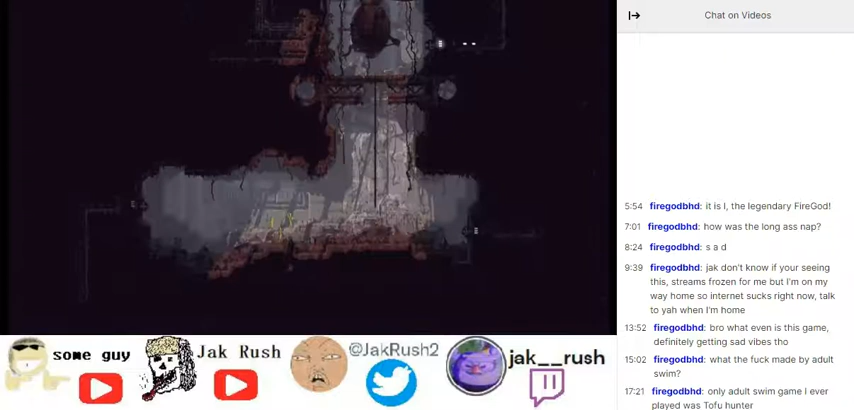 Chat on Videos
5:54 firegodbhd: it is I, the legendary FireGod!
7:01 firegodbhd: how was the long ass nap?
8:24 firegodbhd: s a d
9:39 firegodbhd: jak don't know if your seeing
this, streams frozen for me but I'm on my
way home so internet sucks right now, talk
to yah when I'm home
13:52 firegodbhd: bro what even is this game,
definitely getting sad vibes tho
15:02 firegodbhd: what the fuck made by adult
swim?
17:21 firegodbhd: only adult swim game I ever
played was Tofu hunter
some guy
Jak Rush
@JakRush2
jak__rush